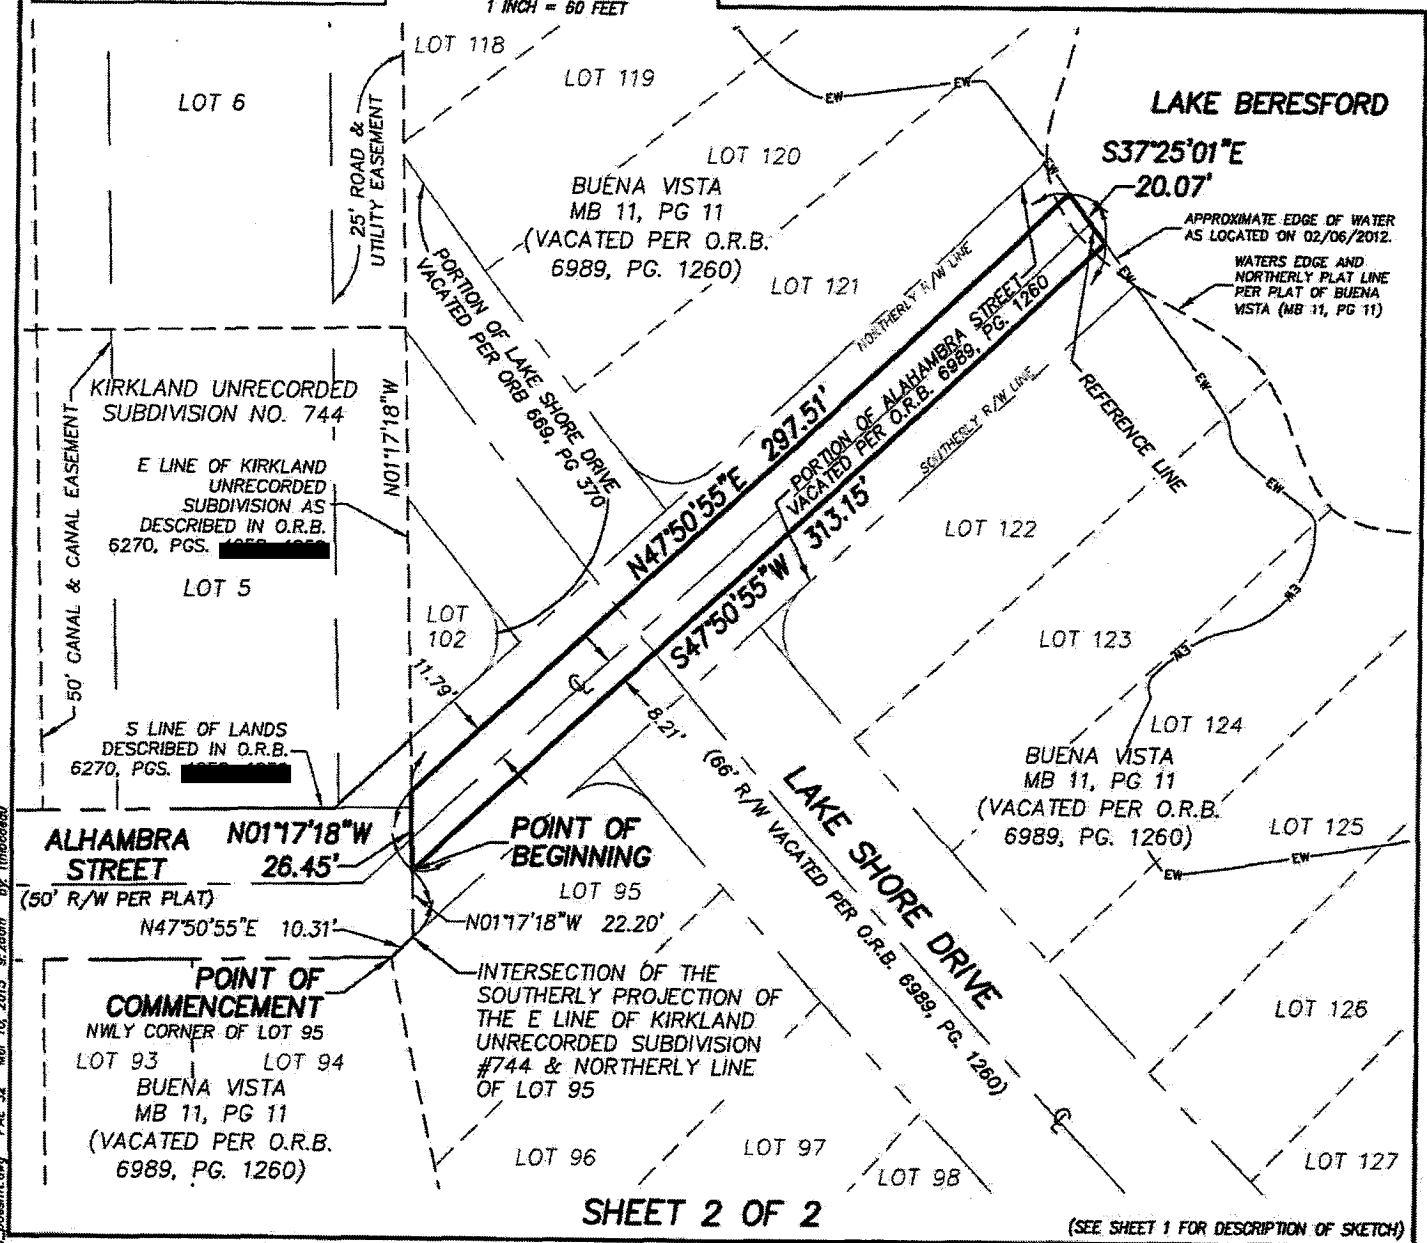 1 INCH = 60 FEET
LOT 118
LOT 119
LOT 6
25' ROAD &
UTILITY EASEMENT
LOT 120
BUENA VISTA
MB 11, PG 11
(VACATED PER O.R.B.
6989, PG. 1260)
LOT 121
EW
EW
EW
LAKE BERESFORD
S37°25'01"E
20.07'
APPROXIMATE EDGE OF WATER
AS LOCATED ON 02/06/2012.
WATERS EDGE AND
NORTHERLY PLAT LINE
PER PLAT OF BUENA
VISTA (MB 11, PG 11)
EW
EW
EW
EW
EW
PORTION OF LAKE SHORE DRIVE
VACATED PER ORB 669, PG 370
NORTHERLY R/W LINE
PORTION OF ALAHAMBRA STREET
VACATED PER O.R.B. 6989, PG. 1260
SOUTHERLY R/W LINE
REFERENCE LINE
KIRKLAND UNRECORDED
SUBDIVISION NO. 744
N01°17'18"W
E LINE OF KIRKLAND
UNRECORDED
SUBDIVISION AS
DESCRIBED IN O.R.B.
6270, PGS.
50' CANAL & CANAL EASEMENT
LOT 5
N47°50'55"E 297.51'
S47°50'55"W 313.15'
LOT 122
LOT
102
11.79'
8.21'
LOT 123
LOT 124
BUENA VISTA
MB 11, PG 11
(VACATED PER O.R.B.
6989, PG. 1260)
LOT 125
EW
EW
S LINE OF LANDS
DESCRIBED IN O.R.B.
6270, PGS.
ALHAMBRA
STREET
(50' R/W PER PLAT)
N01°17'18"W
26.45'
POINT OF
BEGINNING
LOT 95
N01°17'18"W 22.20'
N47°50'55"E 10.31'
LAKE SHORE DRIVE
(66' R/W VACATED PER O.R.B. 6989, PG. 1260)
POINT OF
COMMENCEMENT
NWLY CORNER OF LOT 95
LOT 93
LOT 94
BUENA VISTA
MB 11, PG 11
(VACATED PER O.R.B.
6989, PG. 1260)
INTERSECTION OF THE
SOUTHERLY PROJECTION OF
THE E LINE OF KIRKLAND
UNRECORDED SUBDIVISION
#744 & NORTHERLY LINE
OF LOT 95
LOT 126
LOT 96
LOT 97
LOT 98
LOT 127
SHEET 2 OF 2
(SEE SHEET 1 FOR DESCRIPTION OF SKETCH)